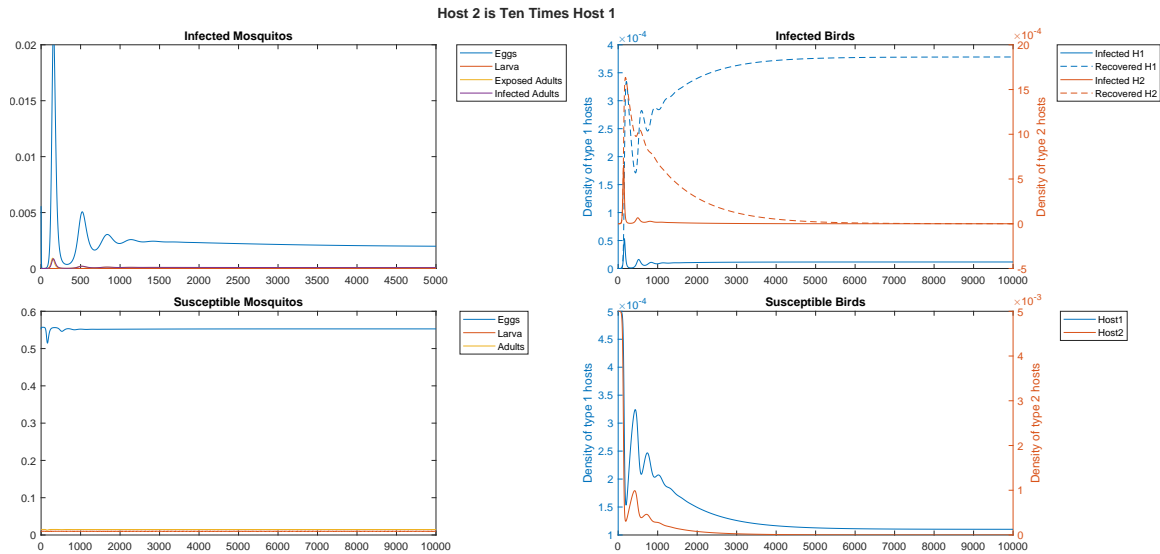 Host 2 is Ten Times Host 1
Infected Mosquitos
0.02
0.015
0.01
0.005
0
0 500 1000 1500 2000 2500 3000 3500 4000 4500 5000
Eggs
Larva
Exposed Adults
Infected Adults
Infected Birds
×10⁻⁴
4
3.5
3
2.5
2
1.5
1
0.5
0
Density of type 1 hosts
0 1000 2000 3000 4000 5000 6000 7000 8000 9000 10000
×10⁻⁴
20
15
10
5
0
-5
Density of type 2 hosts
Infected H1
Recovered H1
Infected H2
Recovered H2
Susceptible Mosquitos
0.6
0.5
0.4
0.3
0.2
0.1
0
0 1000 2000 3000 4000 5000 6000 7000 8000 9000 10000
Eggs
Larva
Adults
Susceptible Birds
×10⁻⁴
5
4.5
4
3.5
3
2.5
2
1.5
1
Density of type 1 hosts
0 1000 2000 3000 4000 5000 6000 7000 8000 9000 10000
×10⁻³
5
4
3
2
1
0
Density of type 2 hosts
Host1
Host2